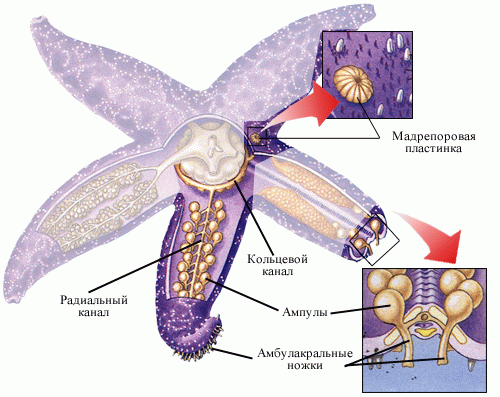 Мадрепоровая
пластинка
Кольцевой
канал
Радиальный
канал
Ампулы
Амбулакральные
ножки